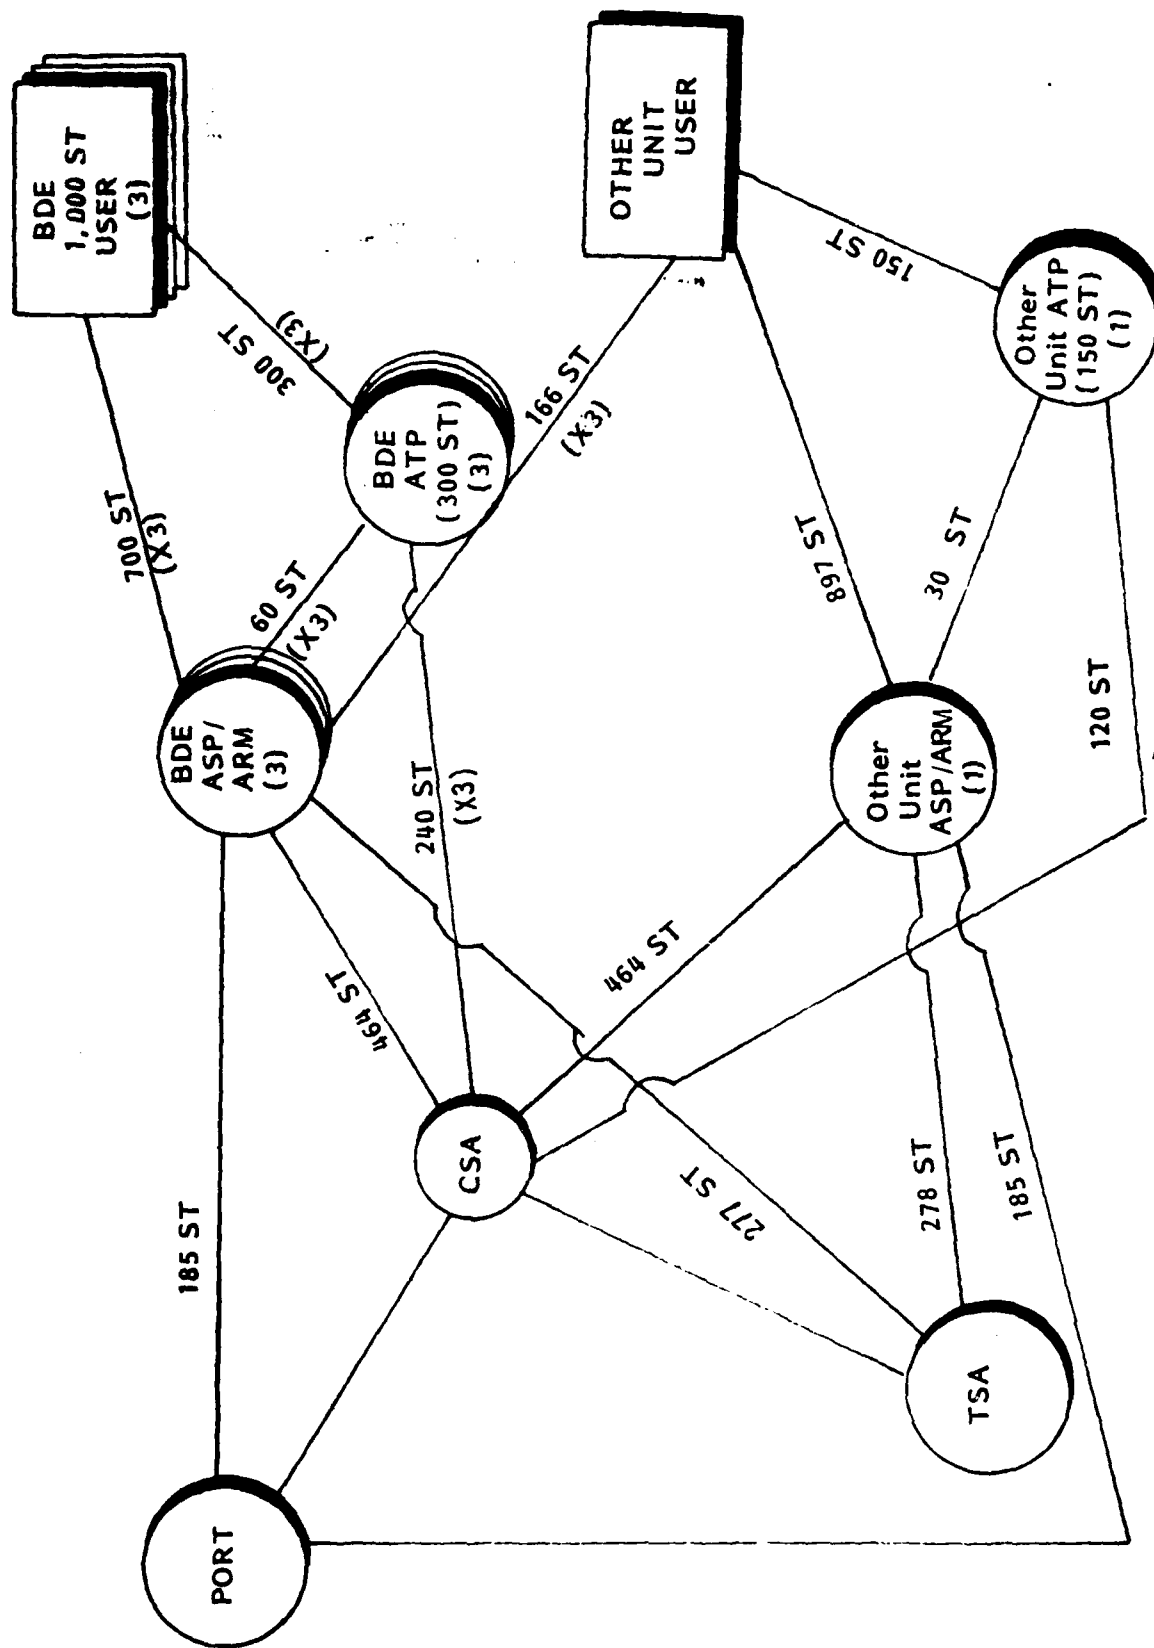 BDE
1,000 ST
USER
(3)
OTHER
UNIT
USER
300 ST
(X3)
150 ST
700 ST
(X3)
BDE
ATP
(300 ST)
(3)
166 ST
(X3)
Other
Unit ATP
(150 ST)
(1)
60 ST
(X3)
897 ST
30 ST
BDE
ASP/
ARM
(3)
240 ST
(X3)
Other
Unit
ASP/ARM
(1)
120 ST
464 ST
464 ST
185 ST
CSA
277 ST
278 ST
185 ST
PORT
TSA